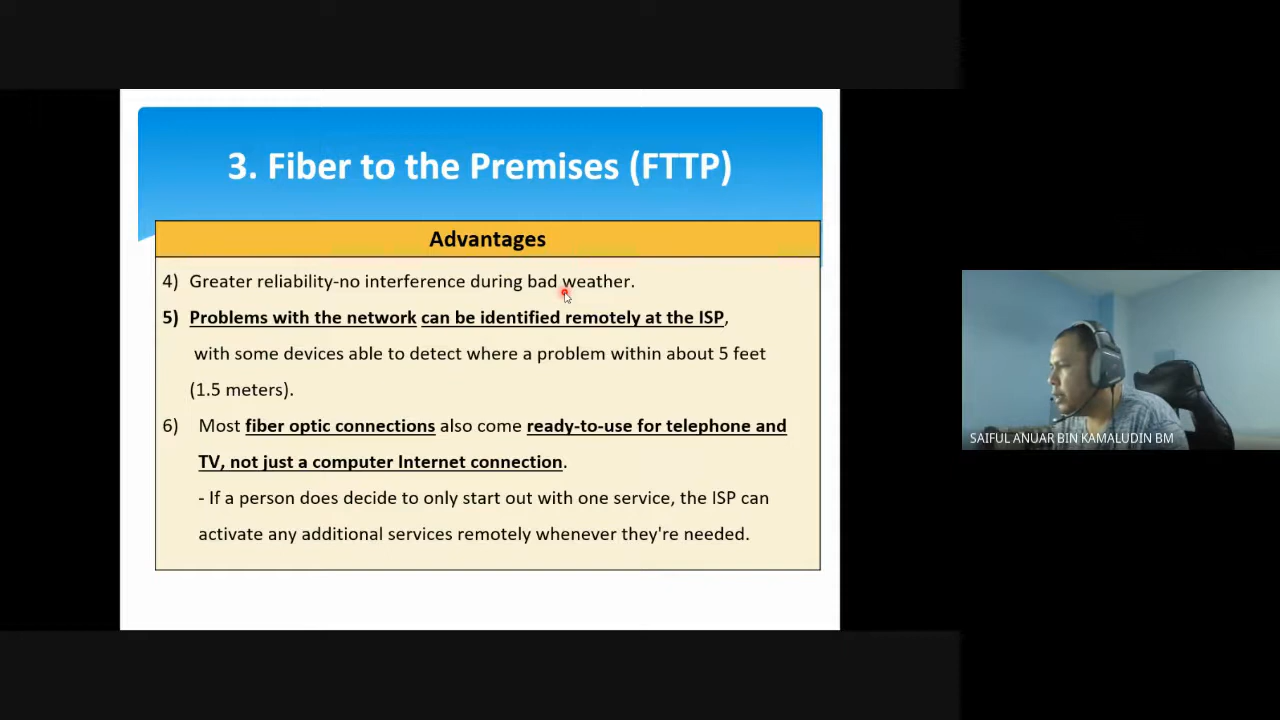 3. Fiber to the Premises (FTTP)
Advantages
4) Greater reliability-no interference during bad weather.
5) Problems with the network can be identified remotely at the ISP,
with some devices able to detect where a problem within about 5 feet
(1.5 meters).
6) Most fiber optic connections also come ready-to-use for telephone and
TV, not just a computer Internet connection.
- If a person does decide to only start out with one service, the ISP can
activate any additional services remotely whenever they're needed.
SAIFUL ANUAR BIN KAMALUDIN BM